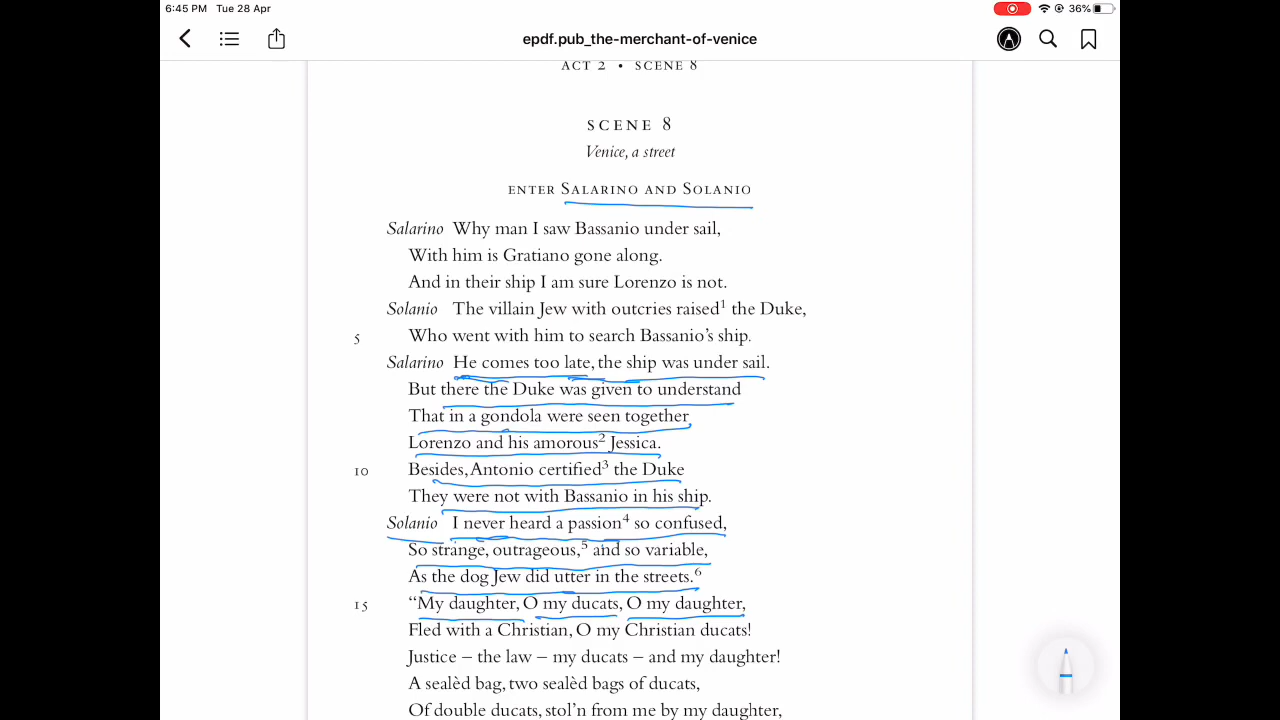 6:45 PM Tue 28 Apr
36%
epdf.pub_the-merchant-of-venice
ACT 2 • SCENE 8
SCENE 8
Venice, a street
ENTER SALARINO AND SOLANIO
Salarino Why man I saw Bassanio under sail,
With him is Gratiano gone along.
And in their ship I am sure Lorenzo is not.
Solanio The villain Jew with outcries raised¹ the Duke,
5 Who went with him to search Bassanio's ship.
Salarino He comes too late, the ship was under sail.
But there the Duke was given to understand
That in a gondola were seen together
Lorenzo and his amorous² Jessica.
10 Besides, Antonio certified³ the Duke
They were not with Bassanio in his ship.
Solanio I never heard a passion⁴ so confused,
So strange, outrageous,⁵ and so variable,
As the dog Jew did utter in the streets.⁶
15 “My daughter, O my ducats, O my daughter,
Fled with a Christian, O my Christian ducats!
Justice – the law – my ducats – and my daughter!
A sealèd bag, two sealèd bags of ducats,
Of double ducats, stol'n from me by my daughter,